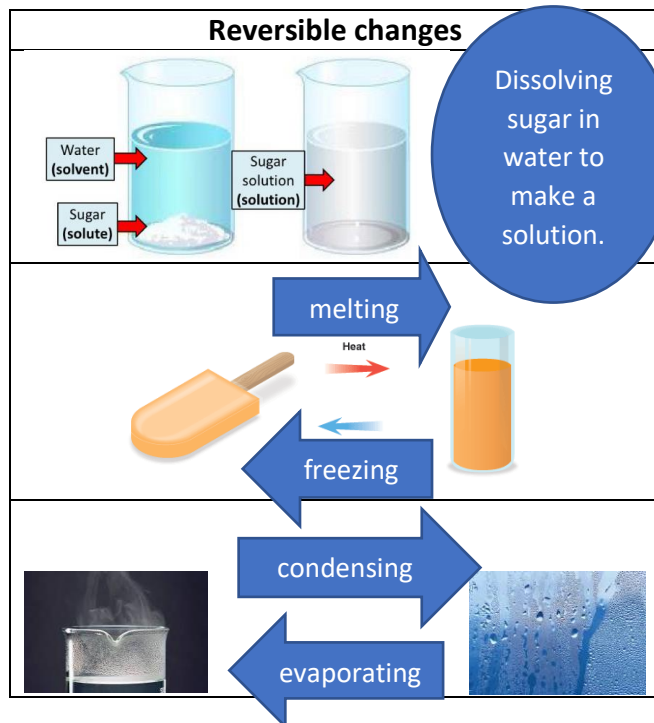 Reversible changes
Water
(solvent)
Sugar
(solute)
Sugar
solution
(solution)
Dissolving
sugar in
water to
make a
solution.
melting
Heat
freezing
condensing
evaporating